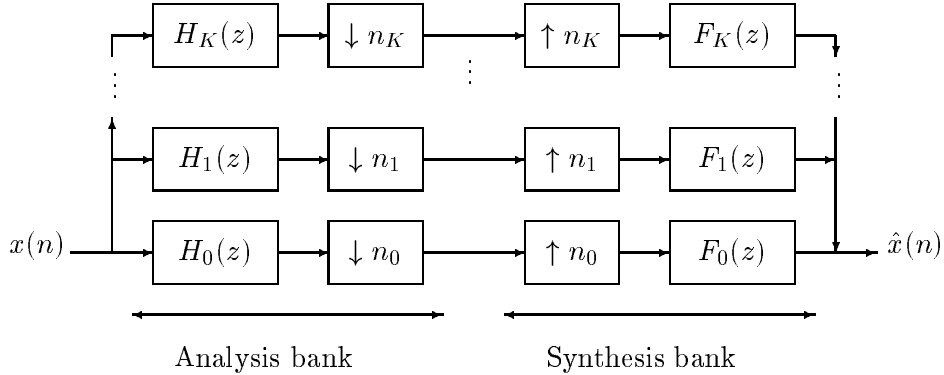 H_K(z) ↓ n_K ↑ n_K F_K(z)
H_1(z) ↓ n_1 ↑ n_1 F_1(z)
x(n) H_0(z) ↓ n_0 ↑ n_0 F_0(z) x̂(n)
Analysis bank Synthesis bank